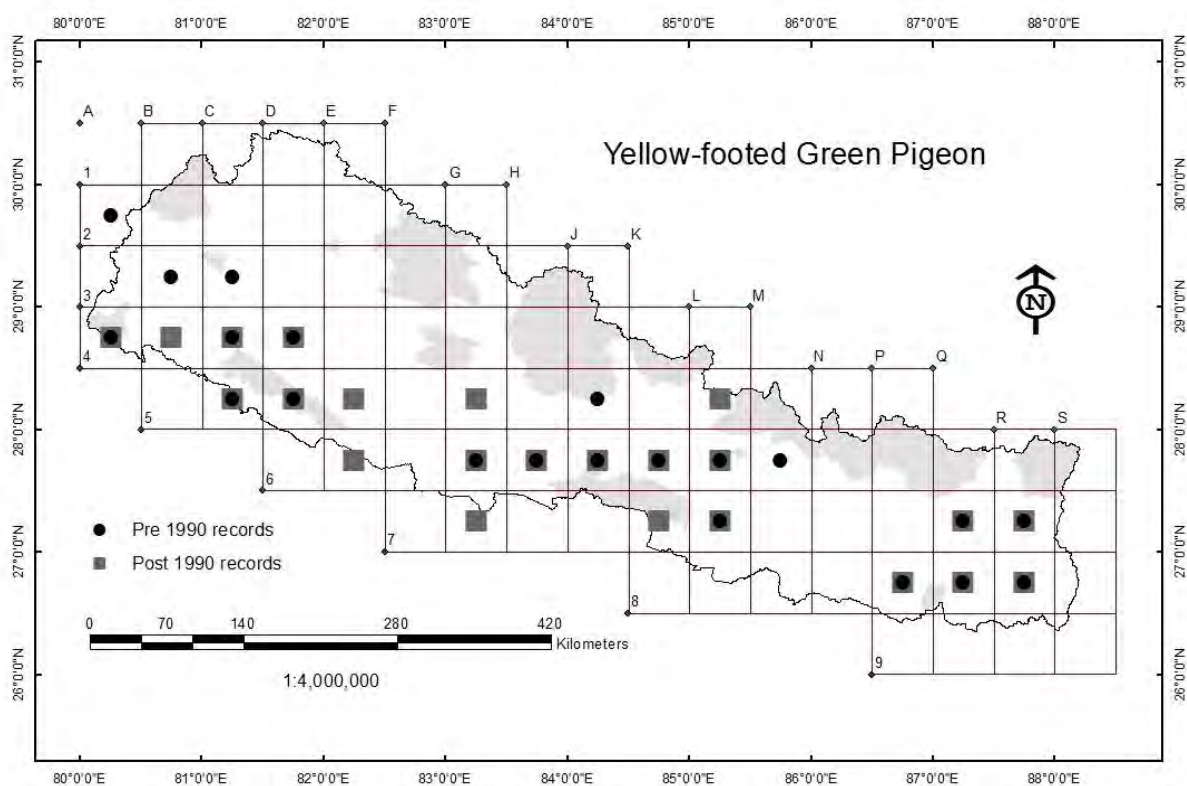 80°0'0"E 81°0'0"E 82°0'0"E 83°0'0"E 84°0'0"E 85°0'0"E 86°0'0"E 87°0'0"E 88°0'0"E
31°0'0"N 31°0'0"N
A B C D E F
Yellow-footed Green Pigeon
30°0'0"N 1 G H 30°0'0"N
2 J K
29°0'0"N 3 L M 29°0'0"N
N
4 N P Q
28°0'0"N 5 R S 28°0'0"N
6
Pre 1990 records
27°0'0"N 7 27°0'0"N
Post 1990 records
8
0 70 140 280 420
Kilometers
9
1:4,000,000
26°0'0"N 26°0'0"N
80°0'0"E 81°0'0"E 82°0'0"E 83°0'0"E 84°0'0"E 85°0'0"E 86°0'0"E 87°0'0"E 88°0'0"E